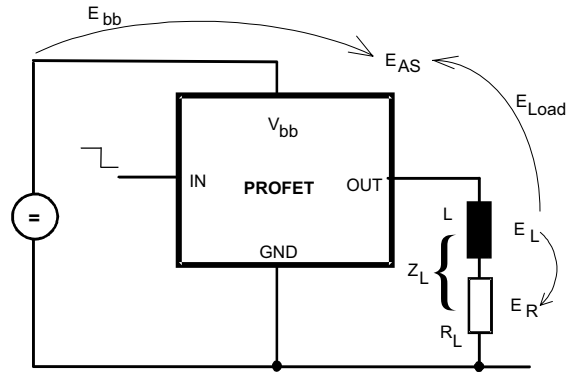 E_bb
E_AS
E_Load
V_bb
IN
PROFET
OUT
GND
=
L
Z_L
{
R_L
E_L
E_R